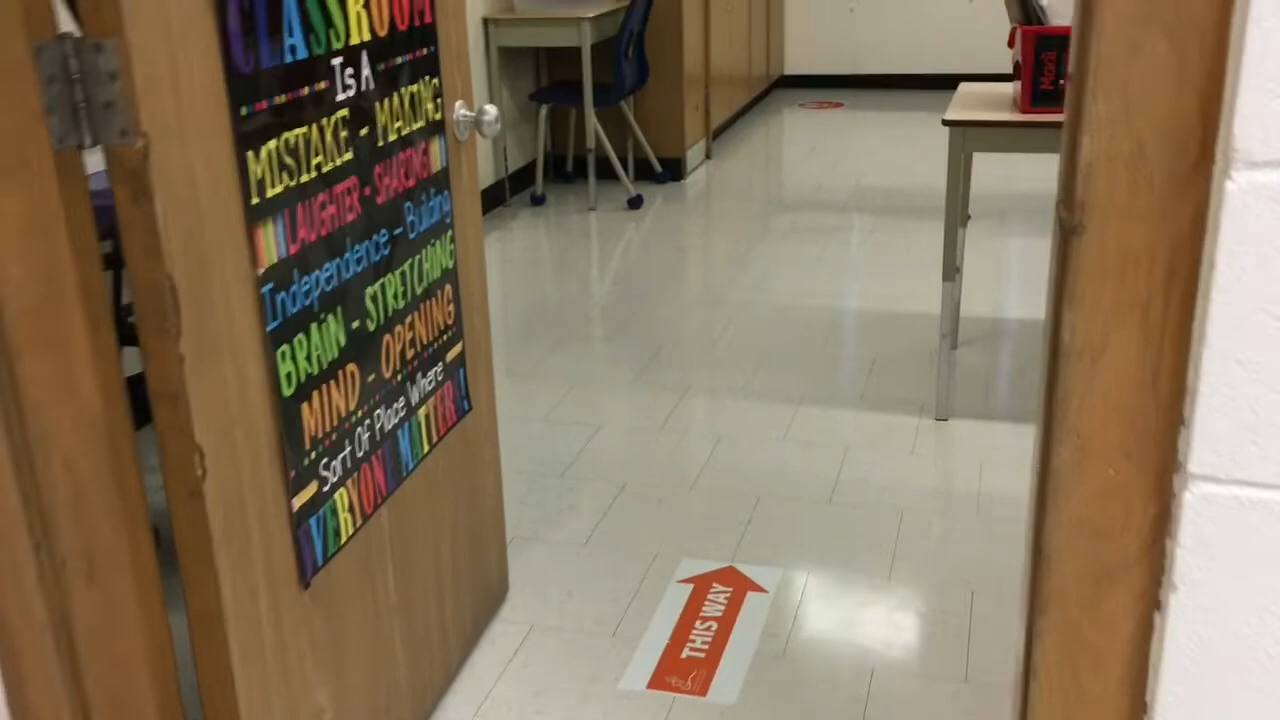 CLASSROOM
Is A
MISTAKE - MAKING
LAUGHTER - SHARING
Independence - Building
BRAIN - STRETCHING
MIND - OPENING
Sort Of Place Where
EVERYONE MATTERS!
THIS WAY